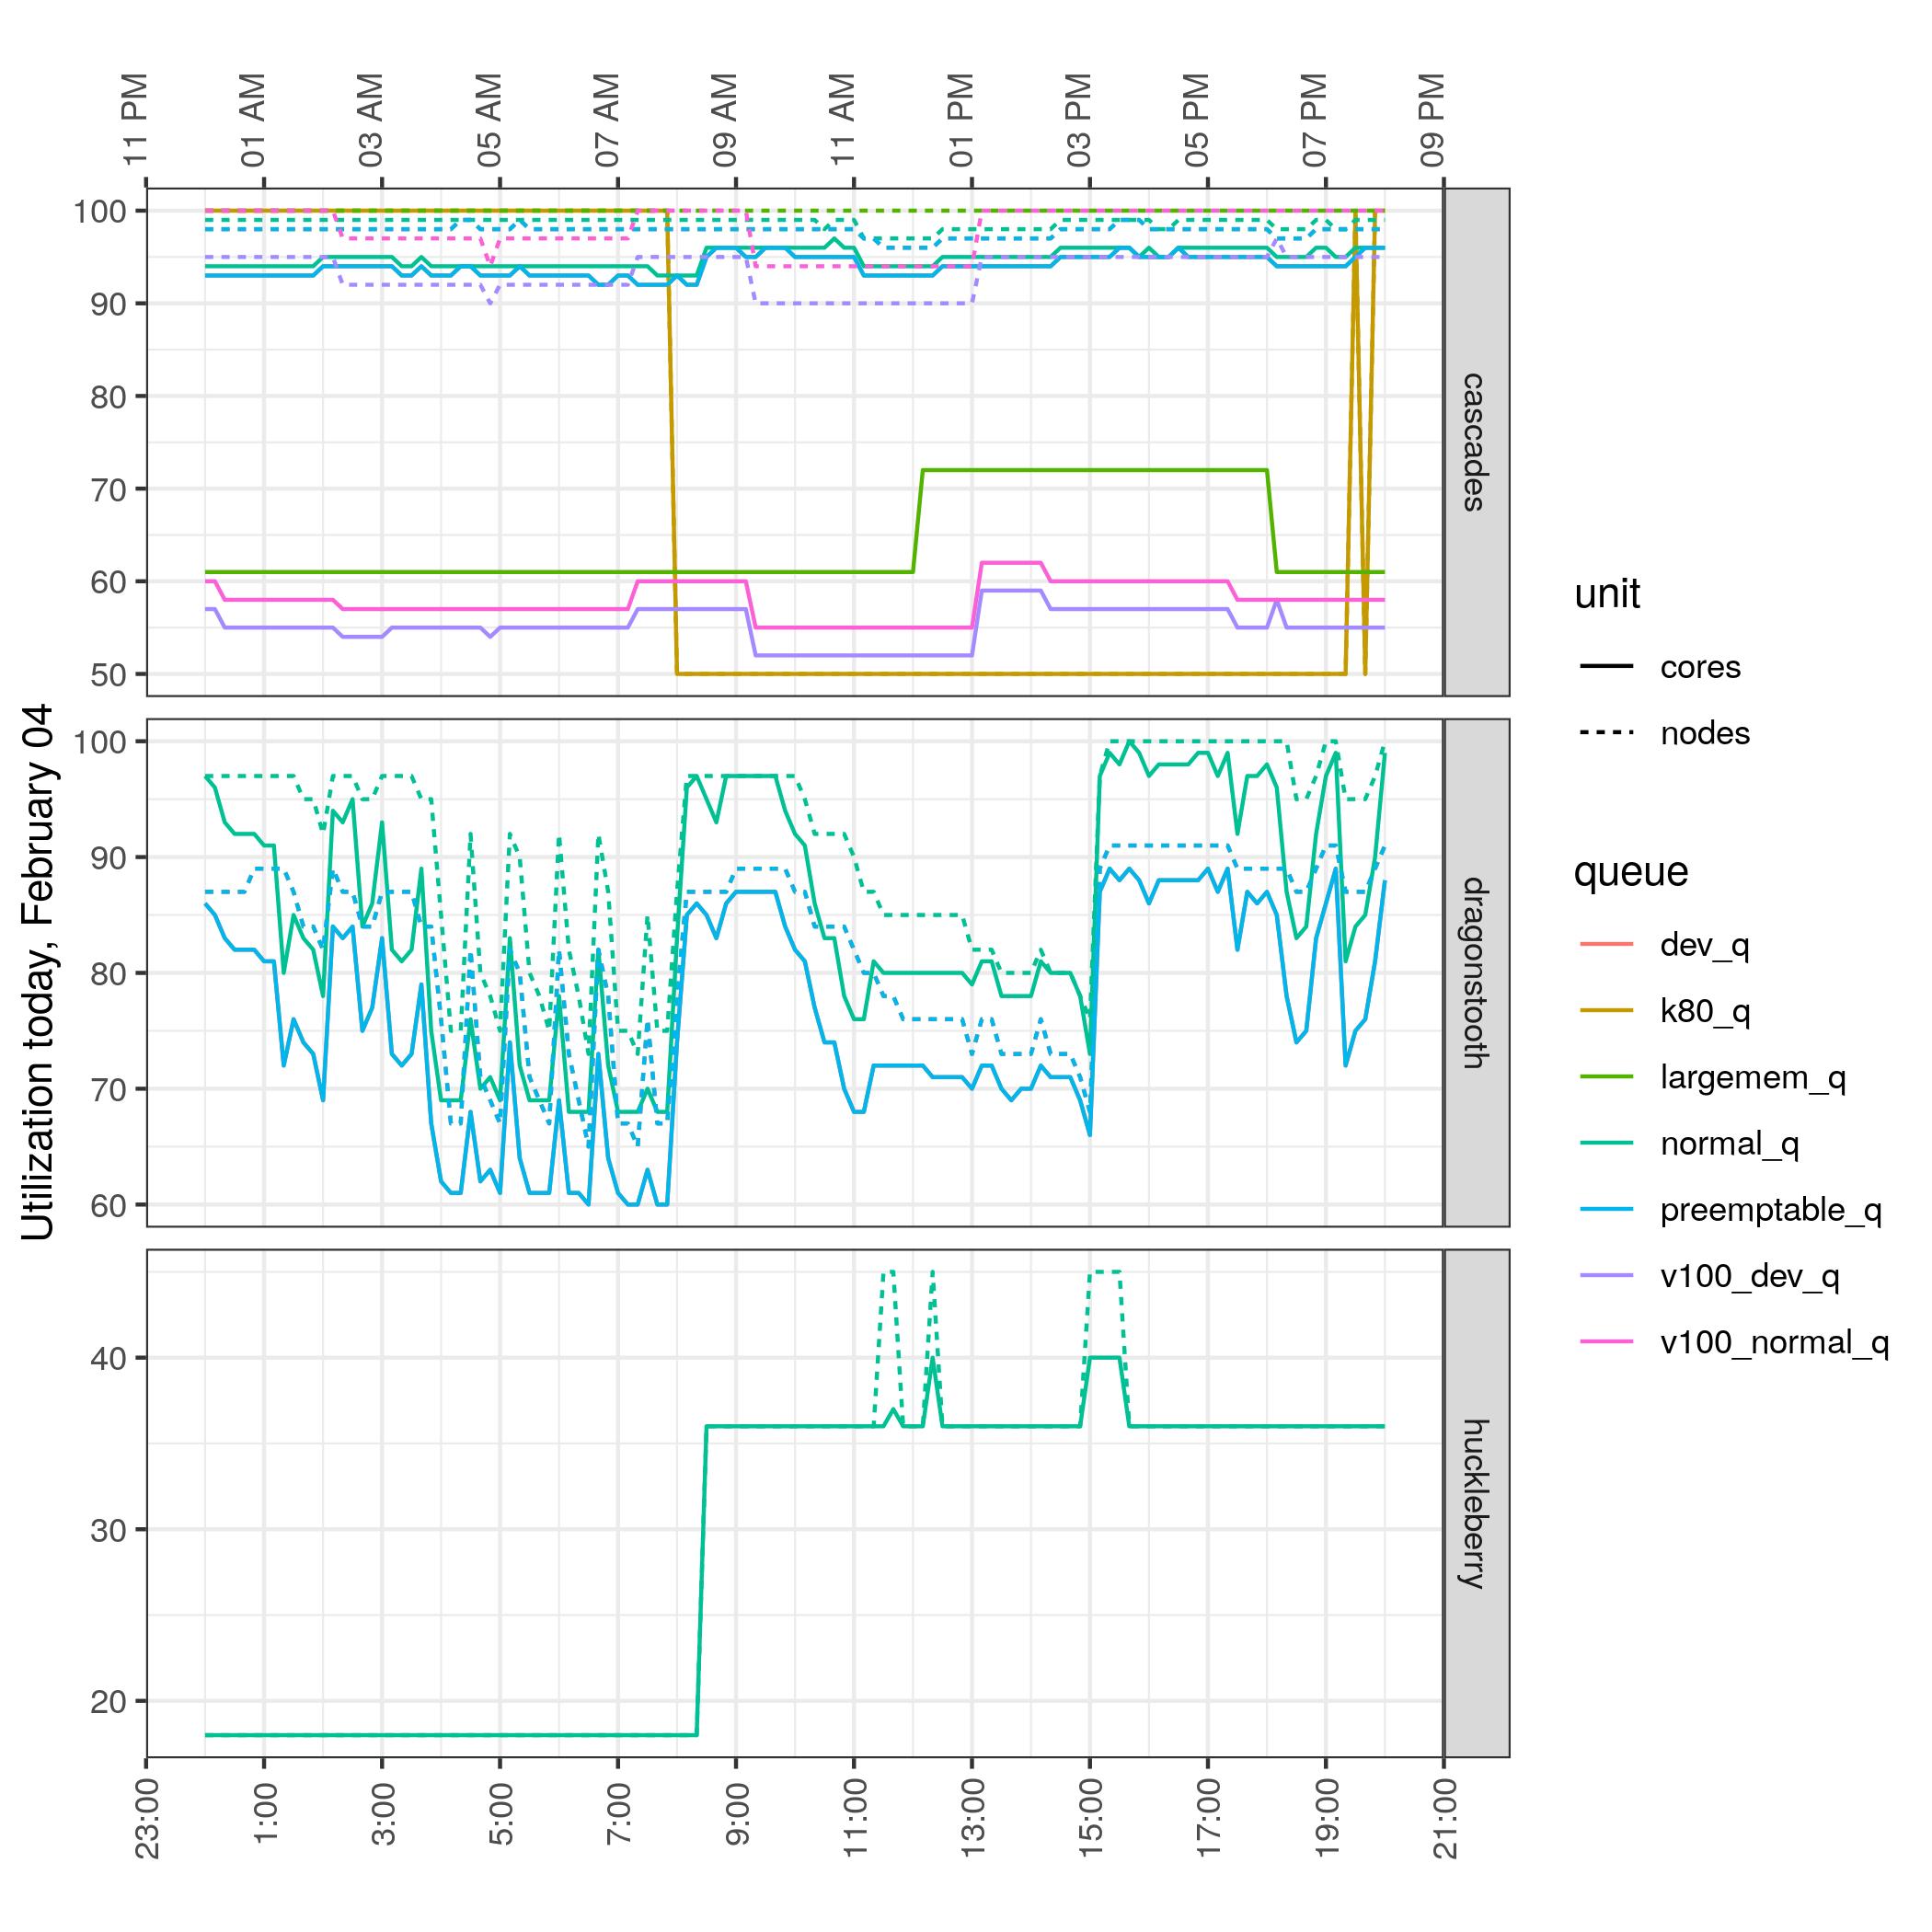 11 PM
01 AM
03 AM
05 AM
07 AM
09 AM
11 AM
01 PM
03 PM
05 PM
07 PM
09 PM
Utilization today, February 04
100
90
80
70
60
50
cascades
100
90
80
70
60
dragonstooth
40
30
20
huckleberry
23:00
1:00
3:00
5:00
7:00
9:00
11:00
13:00
15:00
17:00
19:00
21:00
unit
cores
nodes
queue
dev_q
k80_q
largemem_q
normal_q
preemptable_q
v100_dev_q
v100_normal_q